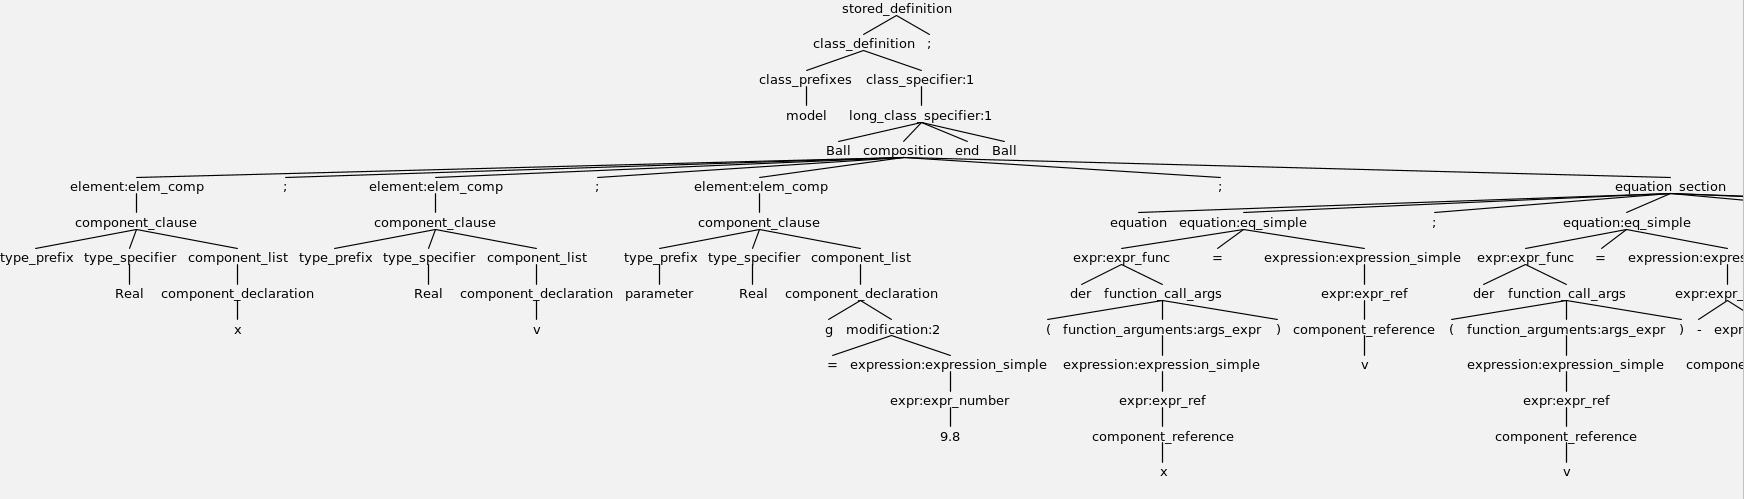 stored_definition
class_definition ;
class_prefixes class_specifier:1
model long_class_specifier:1
Ball composition end Ball
element:elem_comp ; element:elem_comp ; element:elem_comp ; equation_section
component_clause component_clause component_clause equation equation:eq_simple ; equation:eq_simple
type_prefix type_specifier component_list type_prefix type_specifier component_list type_prefix type_specifier component_list expr:expr_func = expression:expression_simple expr:expr_func = expression:expres
Real component_declaration Real component_declaration parameter Real component_declaration der function_call_args expr:expr_ref der function_call_args expr:expr_
x v g modification:2 ( function_arguments:args_expr ) component_reference ( function_arguments:args_expr ) - expr
= expression:expression_simple expression:expression_simple v expression:expression_simple compone
expr:expr_number expr:expr_ref expr:expr_ref
9.8 component_reference component_reference
x v